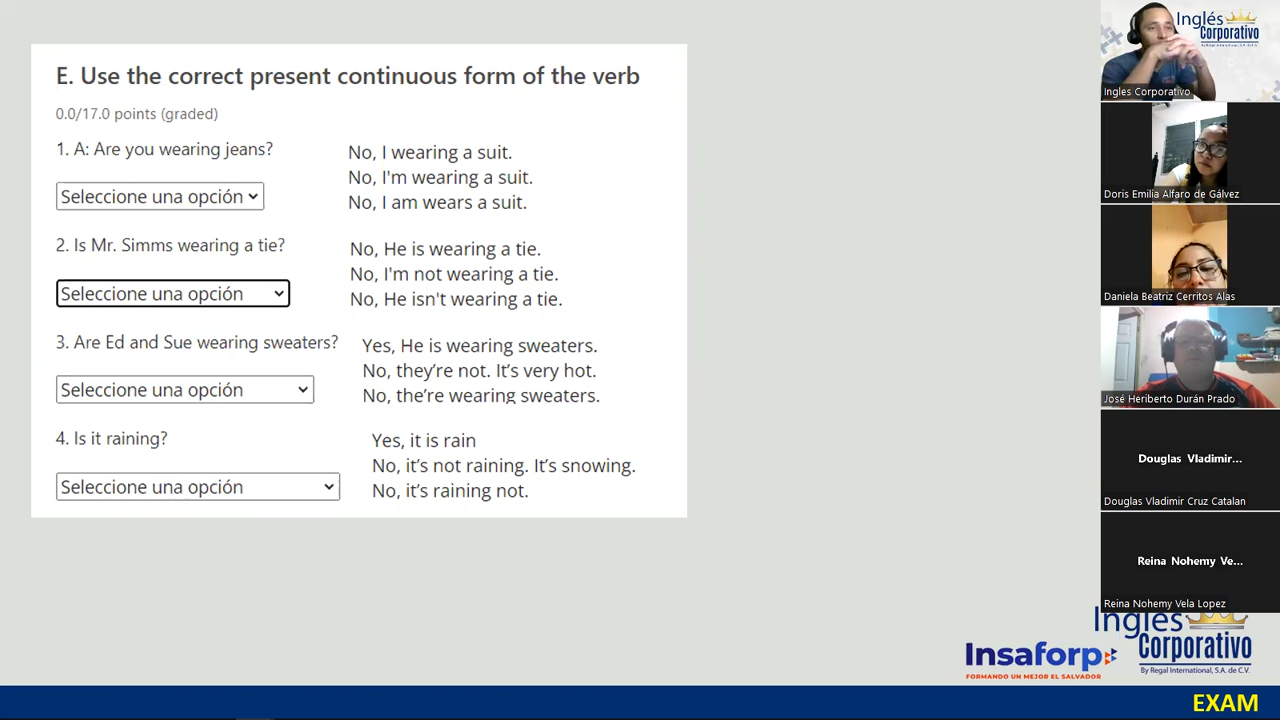 E. Use the correct present continuous form of the verb
0.0/17.0 points (graded)
1. A: Are you wearing jeans?
Seleccione una opción
No, I wearing a suit.
No, I'm wearing a suit.
No, I am wears a suit.
2. Is Mr. Simms wearing a tie?
Seleccione una opción
No, He is wearing a tie.
No, I'm not wearing a tie.
No, He isn't wearing a tie.
3. Are Ed and Sue wearing sweaters?
Seleccione una opción
Yes, He is wearing sweaters.
No, they're not. It's very hot.
No, the're wearing sweaters.
4. Is it raining?
Seleccione una opción
Yes, it is rain
No, it's not raining. It's snowing.
No, it's raining not.
Inglés
Corporativo
Ingles Corporativo
Doris Emilia Alfaro de Gálvez
Daniela Beatriz Cerritos Alas
José Heriberto Durán Prado
Douglas Vladimir...
Douglas Vladimir Cruz Catalan
Reina Nohemy Ve...
Reina Nohemy Vela Lopez
Insaforp
FORMANDO UN MEJOR EL SALVADOR
Inglés
Corporativo
By Regal International, S.A. de C.V.
EXAM